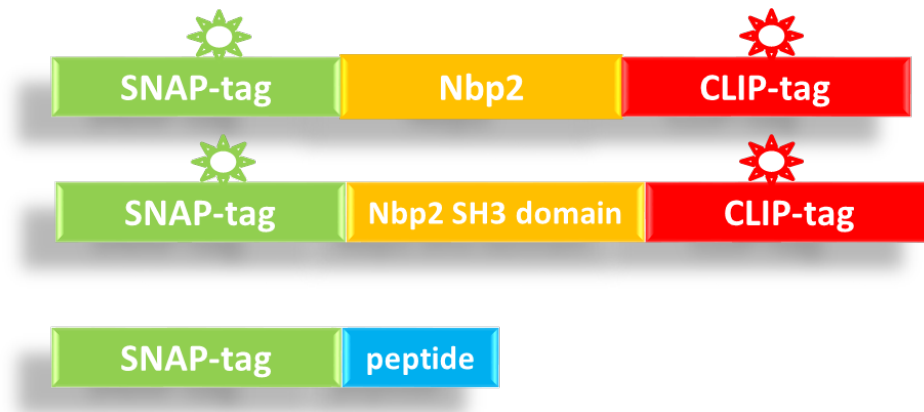 SNAP-tag Nbp2 CLIP-tag
SNAP-tag Nbp2 SH3 domain CLIP-tag
SNAP-tag peptide